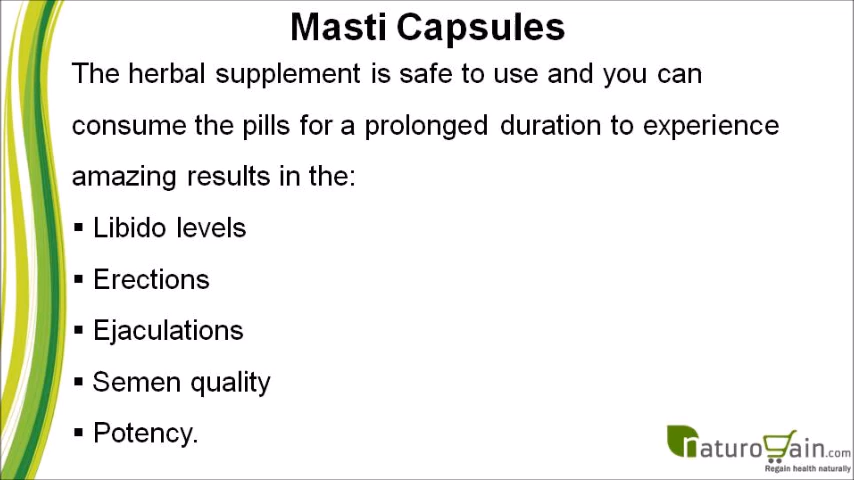 Masti Capsules
The herbal supplement is safe to use and you can
consume the pills for a prolonged duration to experience
amazing results in the:
▪ Libido levels
▪ Erections
▪ Ejaculations
▪ Semen quality
▪ Potency.
naturogain.com
Regain health naturally